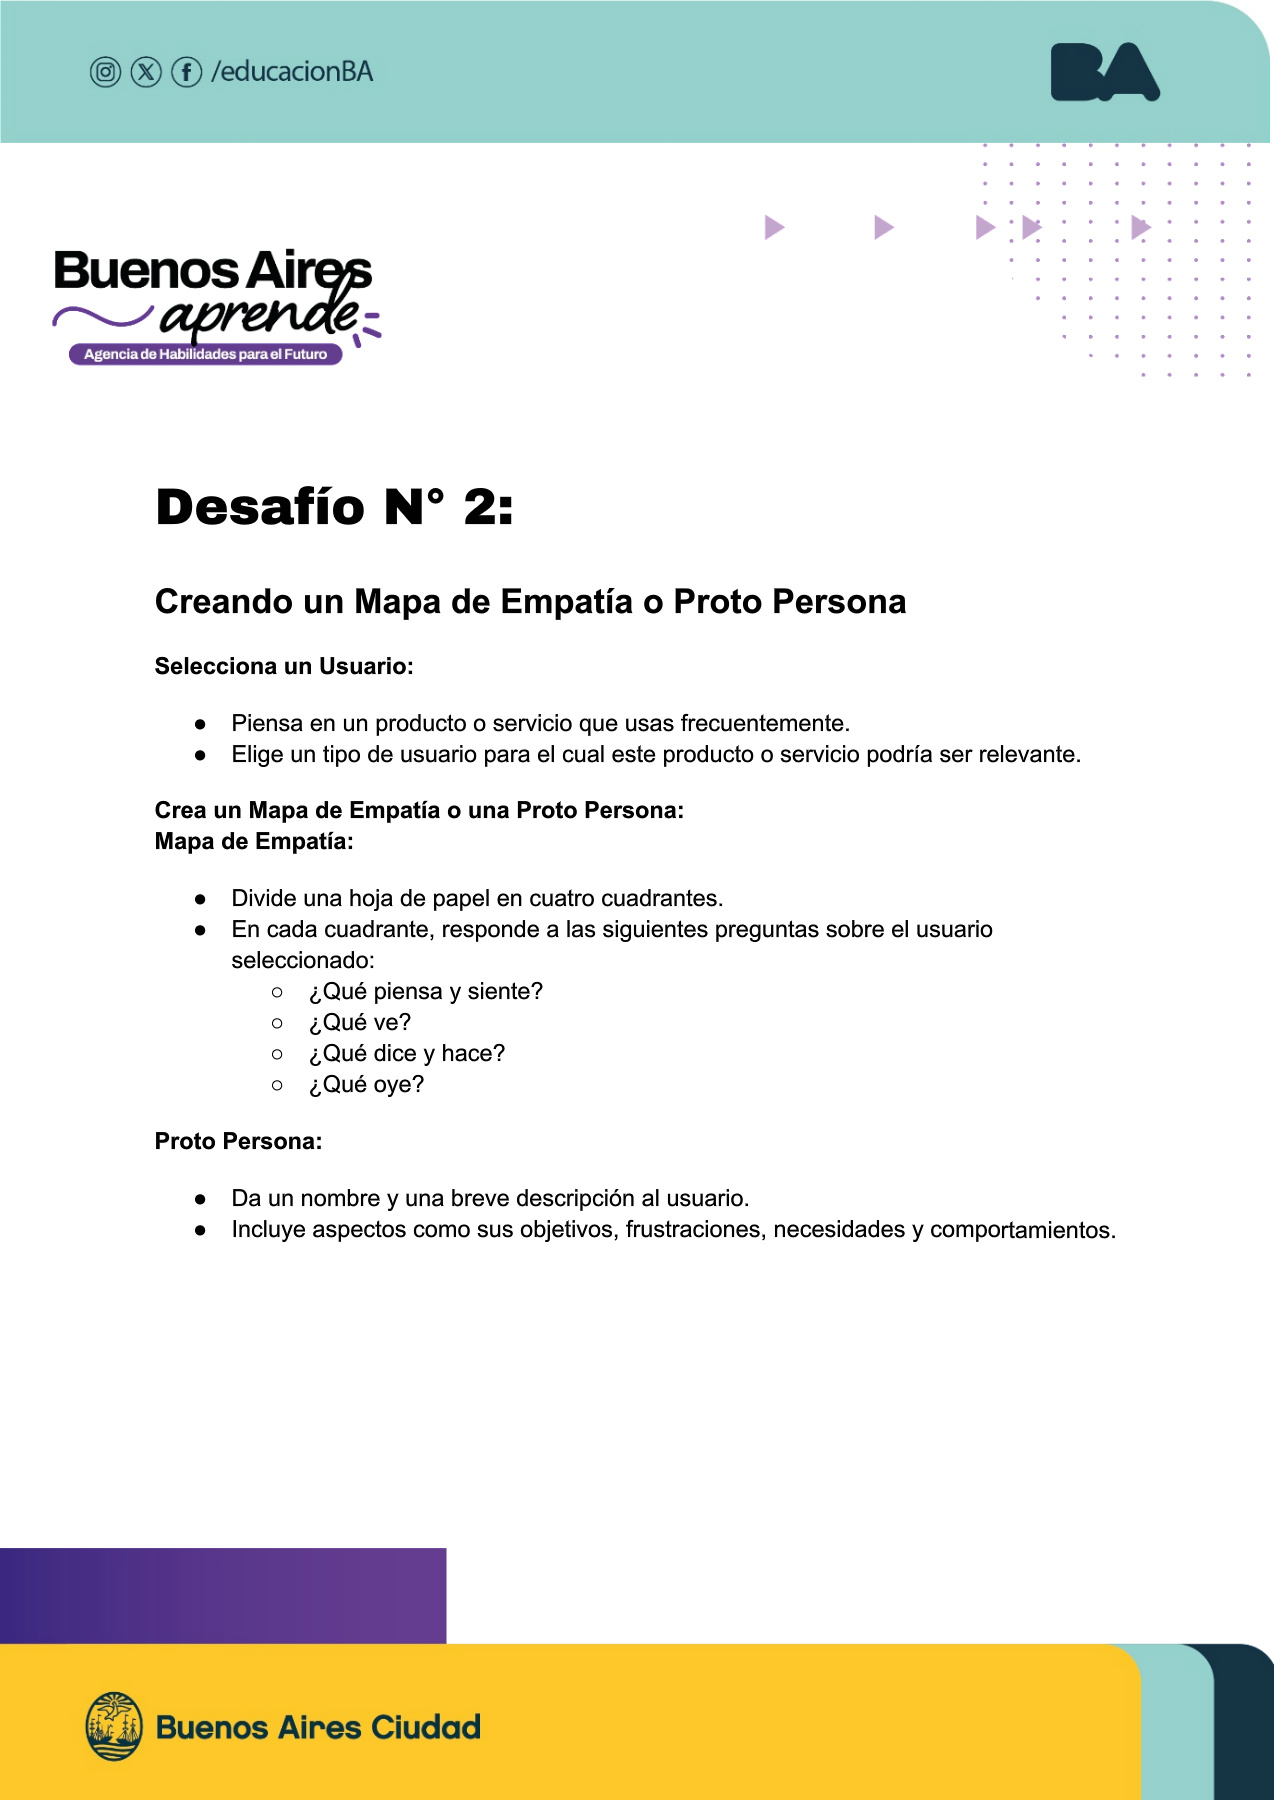 /educacionBA
BA
Buenos Aires
aprende
Agencia de Habilidades para el Futuro
Desafío N° 2:
Creando un Mapa de Empatía o Proto Persona
Selecciona un Usuario:
● Piensa en un producto o servicio que usas frecuentemente.
● Elige un tipo de usuario para el cual este producto o servicio podría ser relevante.
Crea un Mapa de Empatía o una Proto Persona:
Mapa de Empatía:
● Divide una hoja de papel en cuatro cuadrantes.
● En cada cuadrante, responde a las siguientes preguntas sobre el usuario
seleccionado:
○ ¿Qué piensa y siente?
○ ¿Qué ve?
○ ¿Qué dice y hace?
○ ¿Qué oye?
Proto Persona:
● Da un nombre y una breve descripción al usuario.
● Incluye aspectos como sus objetivos, frustraciones, necesidades y comportamientos.
Buenos Aires Ciudad